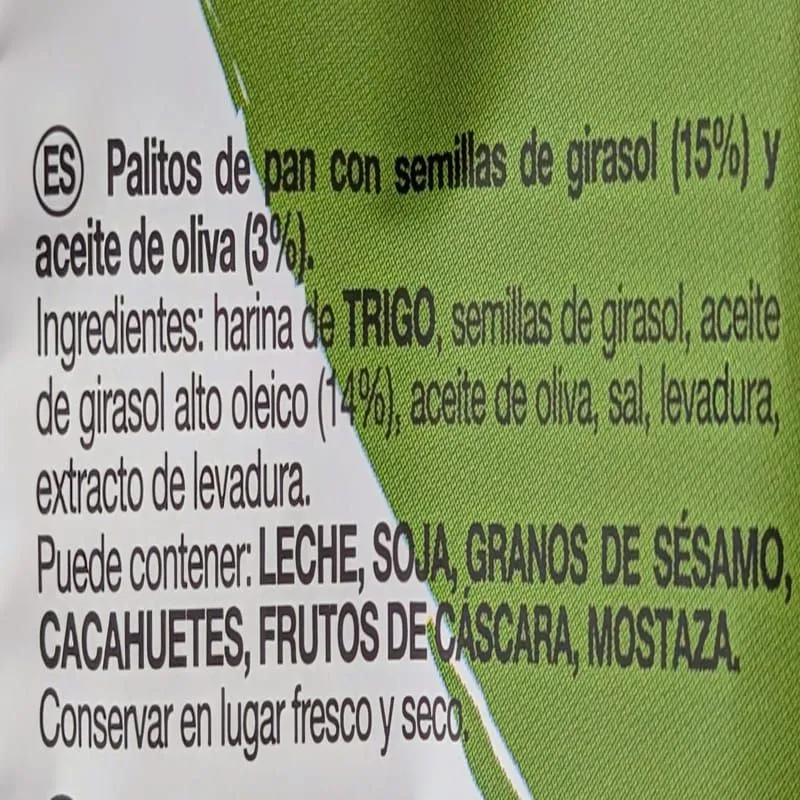 ES Palitos de pan con semillas de girasol (15%) y
aceite de oliva (3%).
Ingredientes: harina de TRIGO, semillas de girasol, aceite
de girasol alto oleico (14%), aceite de oliva, sal, levadura,
extracto de levadura.
Puede contener: LECHE, SOJA, GRANOS DE SÉSAMO,
CACAHUETES, FRUTOS DE CÁSCARA, MOSTAZA.
Conservar en lugar fresco y seco.